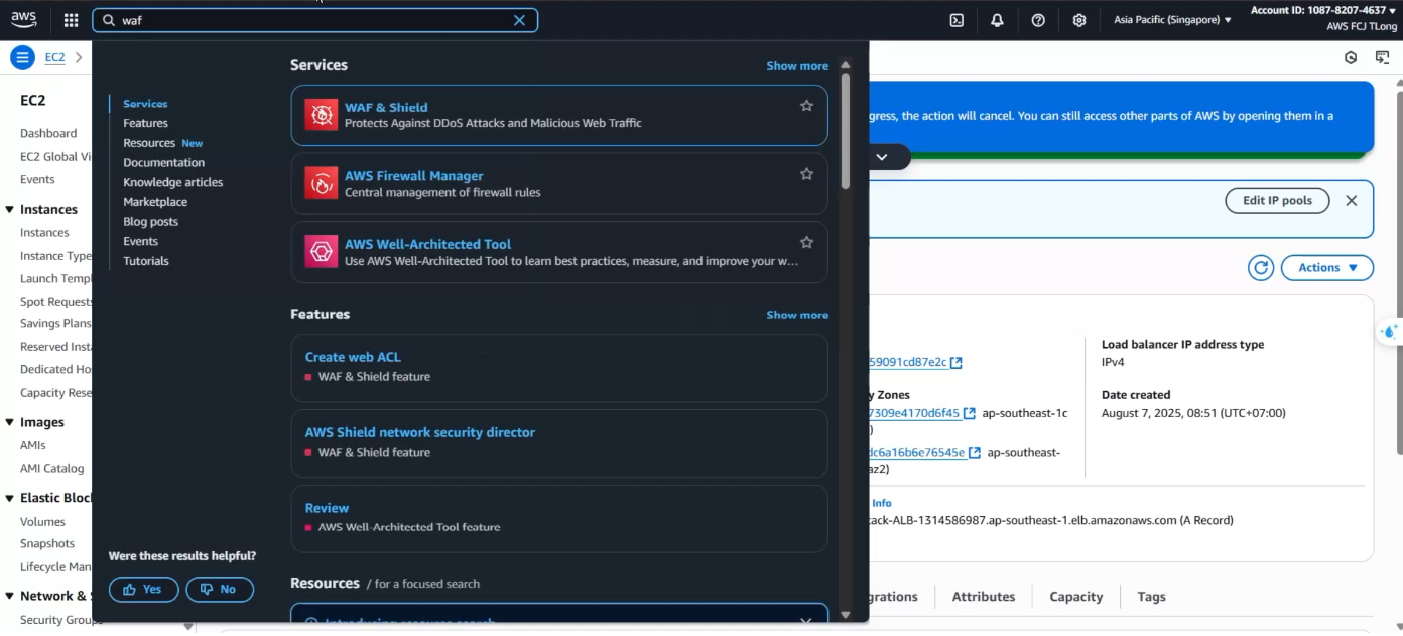 aws
waf
Asia Pacific (Singapore)
Account ID: 1087-8207-4637
AWS FCJ TLong
EC2
EC2
Dashboard
EC2 Global
Events
Instances
Instances
Instance Type
Launch
Spot Requests
Savings Plans
Reserved
Dedicated
Capacity
Images
AMIs
AMI Catalog
Elastic
Volumes
Snapshots
Lifecycle
Network &
Security
Services
Features
Resources New
Documentation
Knowledge articles
Marketplace
Blog posts
Events
Tutorials
Were these results helpful?
Yes
No
Services
Show more
WAF & Shield
Protects Against DDoS Attacks and Malicious Web Traffic
AWS Firewall Manager
Central management of firewall rules
AWS Well-Architected Tool
Use AWS Well-Architected Tool to learn best practices, measure, and improve your w...
Features
Show more
Create web ACL
WAF & Shield feature
AWS Shield network security director
WAF & Shield feature
Review
AWS Well-Architected Tool feature
Resources / for a focused search
Introducing resource search
gress, the action will cancel. You can still access other parts of AWS by opening them in a
Edit IP pools
Actions
59091cd87e2c
y Zones
7309e4170d6f45 ap-southeast-1c
)
dc6a16b6e76545e ap-southeast-
az2)
Load balancer IP address type
IPv4
Date created
August 7, 2025, 08:51 (UTC+07:00)
Info
tack-ALB-1314586987.ap-southeast-1.elb.amazonaws.com (A Record)
grations
Attributes
Capacity
Tags